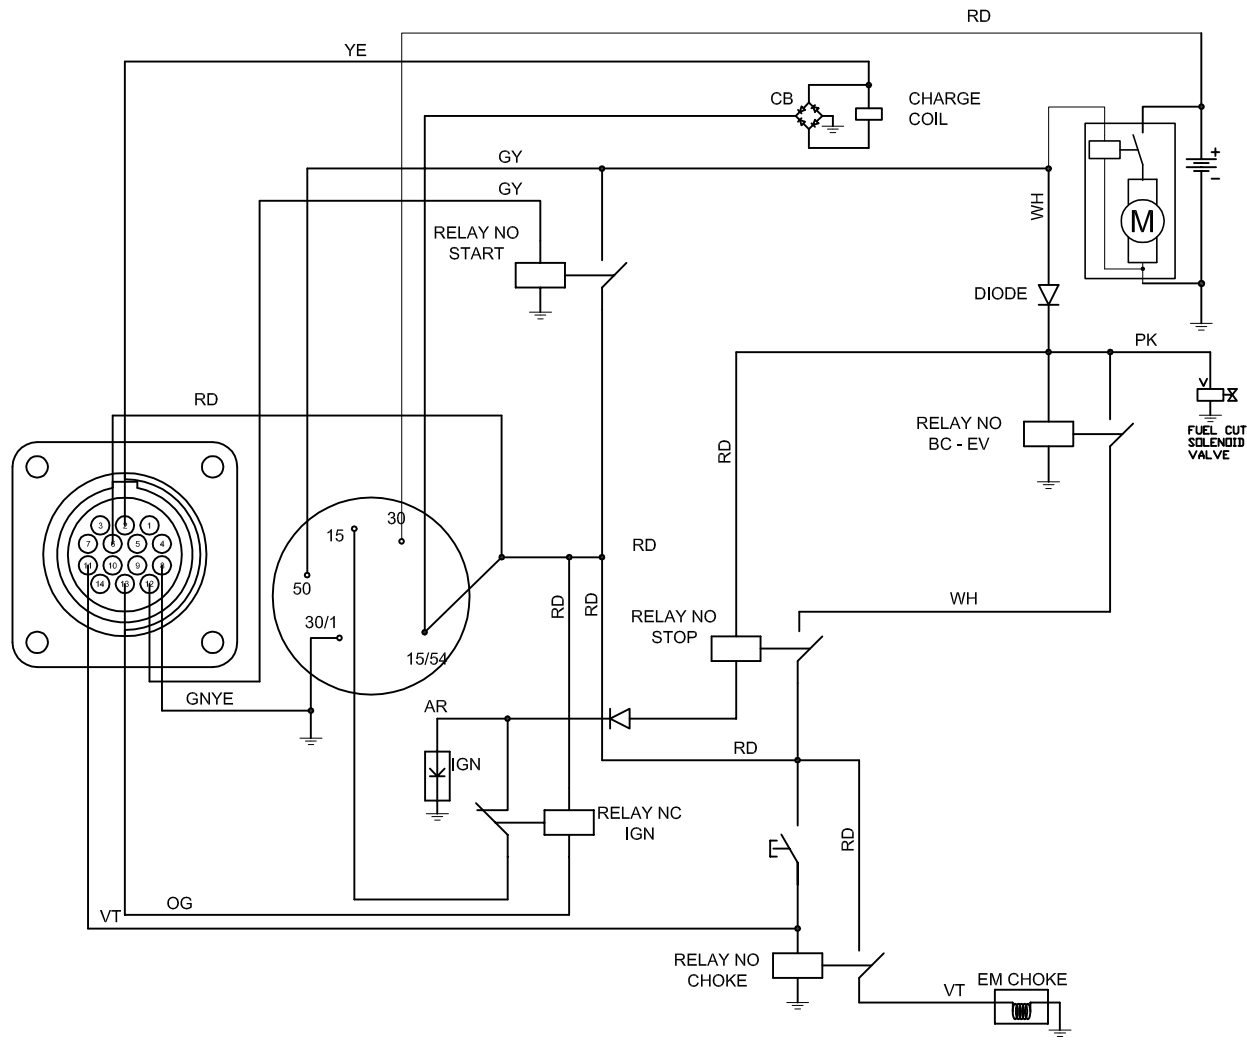 RD
YE
CB
CHARGE
COIL
GY
GY
WH
M
+
-
RELAY NO
START
DIODE
PK
V
FUEL CUT
SOLENOID
VALVE
RD
RD
RELAY NO
BC - EV
3
1
7
6
5
4
11
10
9
8
14
13
12
15
30
50
30/1
15/54
RD
RD
RD
RELAY NO
STOP
WH
GNYE
AR
IGN
RD
RELAY NC
IGN
RD
OG
VT
RELAY NO
CHOKE
VT
EM CHOKE